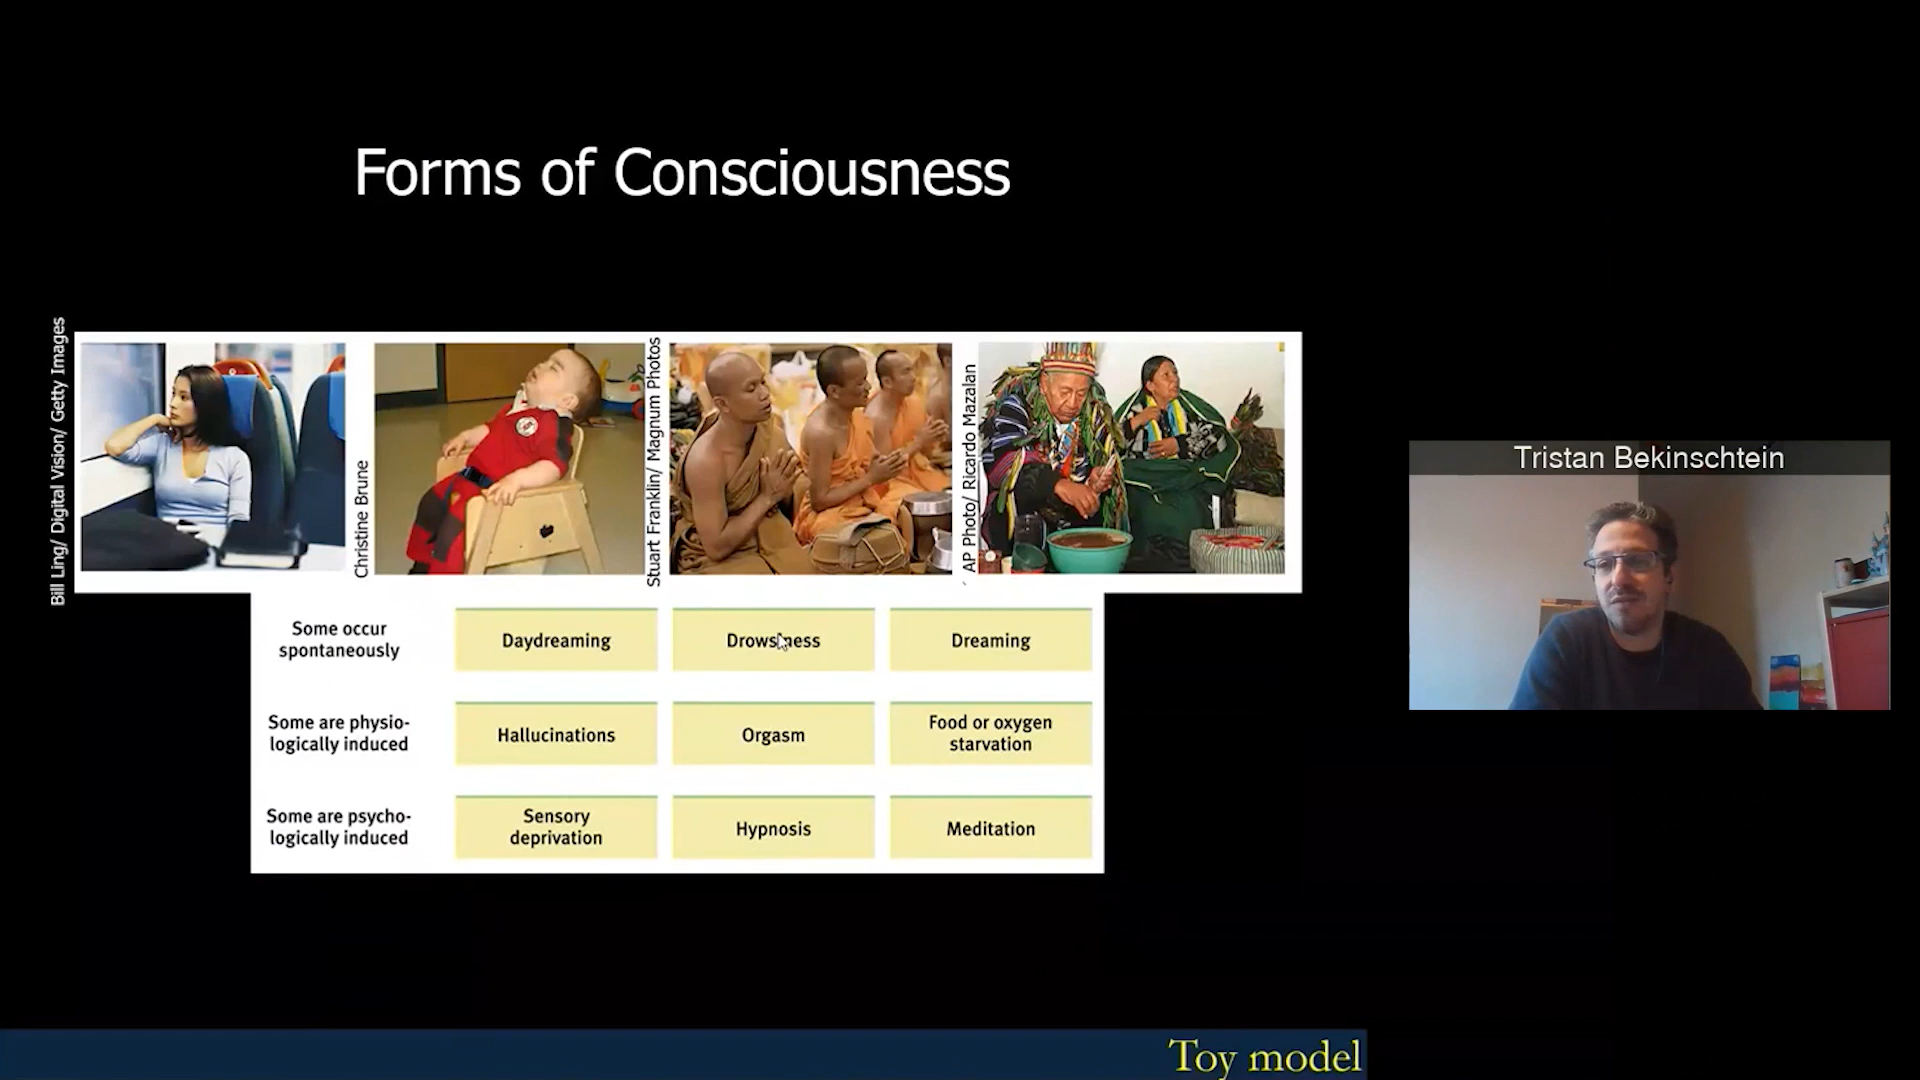 Forms of Consciousness
Bill Ling/ Digital Vision/ Getty Images
Christine Brune
Stuart Franklin/ Magnum Photos
AP Photo/ Ricardo Mazalan
Tristan Bekinschtein
Some occur
spontaneously
Daydreaming
Drowsiness
Dreaming
Some are physio-
logically induced
Hallucinations
Orgasm
Food or oxygen
starvation
Some are psycho-
logically induced
Sensory
deprivation
Hypnosis
Meditation
Toy model